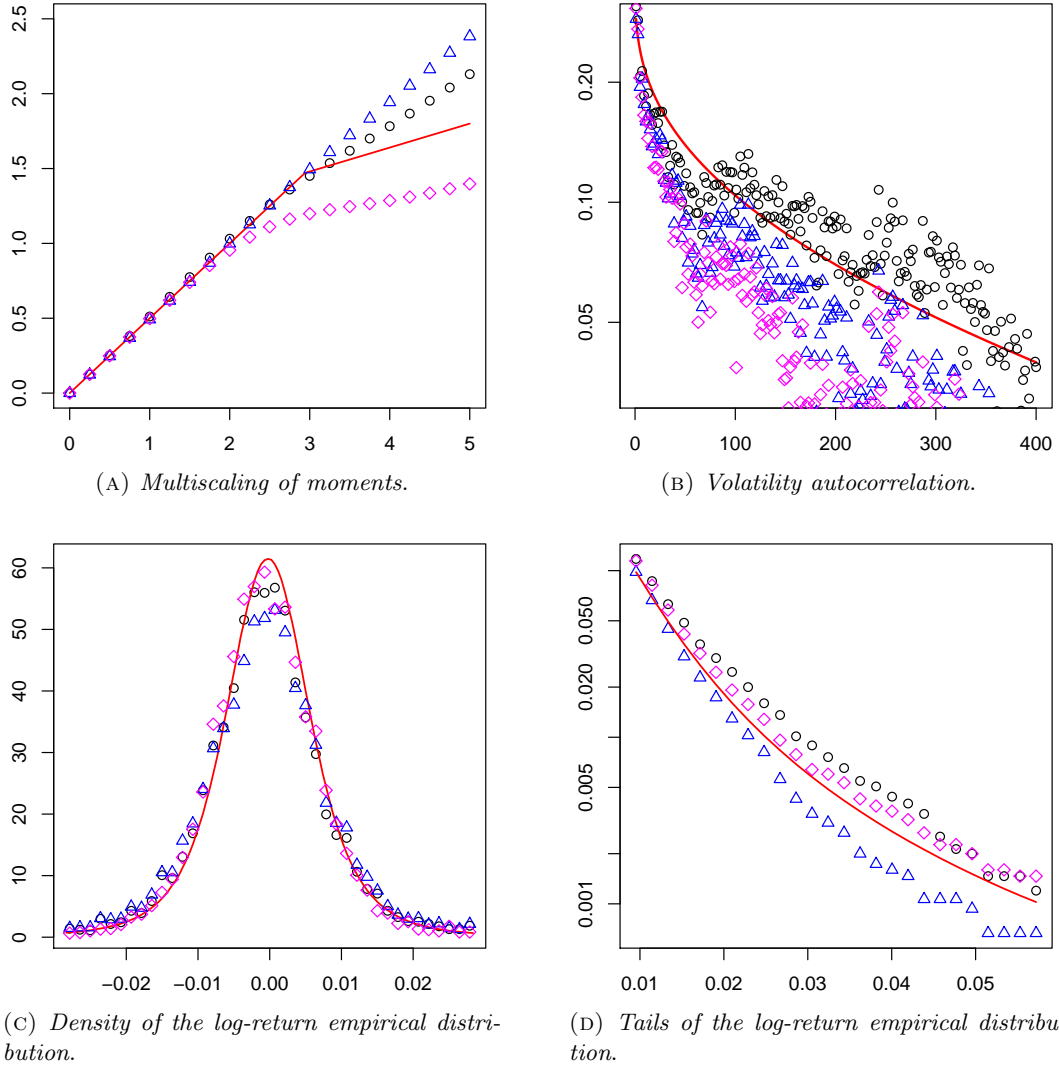 2.5
2.0
1.5
1.0
0.5
0.0
0 1 2 3 4 5
(A) Multiscaling of moments.
0.20
0.10
0.05
0 100 200 300 400
(B) Volatility autocorrelation.
60
50
40
30
20
10
0
−0.02 −0.01 0.00 0.01 0.02
(C) Density of the log-return empirical distri-
bution.
0.050
0.020
0.005
0.001
0.01 0.02 0.03 0.04 0.05
(D) Tails of the log-return empirical distribu
tion.